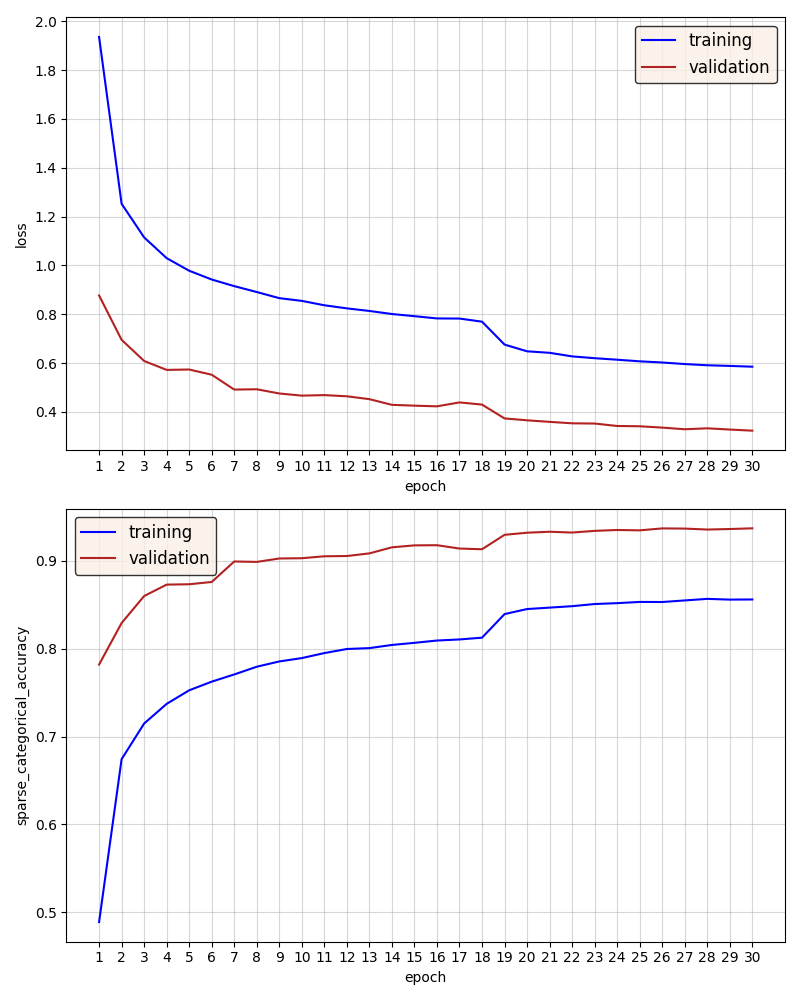 2.0
1.8
1.6
1.4
1.2
1.0
0.8
0.6
0.4
loss
training
validation
1 2 3 4 5 6 7 8 9 10 11 12 13 14 15 16 17 18 19 20 21 22 23 24 25 26 27 28 29 30
epoch
training
validation
0.9
0.8
0.7
0.6
0.5
sparse_categorical_accuracy
1 2 3 4 5 6 7 8 9 10 11 12 13 14 15 16 17 18 19 20 21 22 23 24 25 26 27 28 29 30
epoch